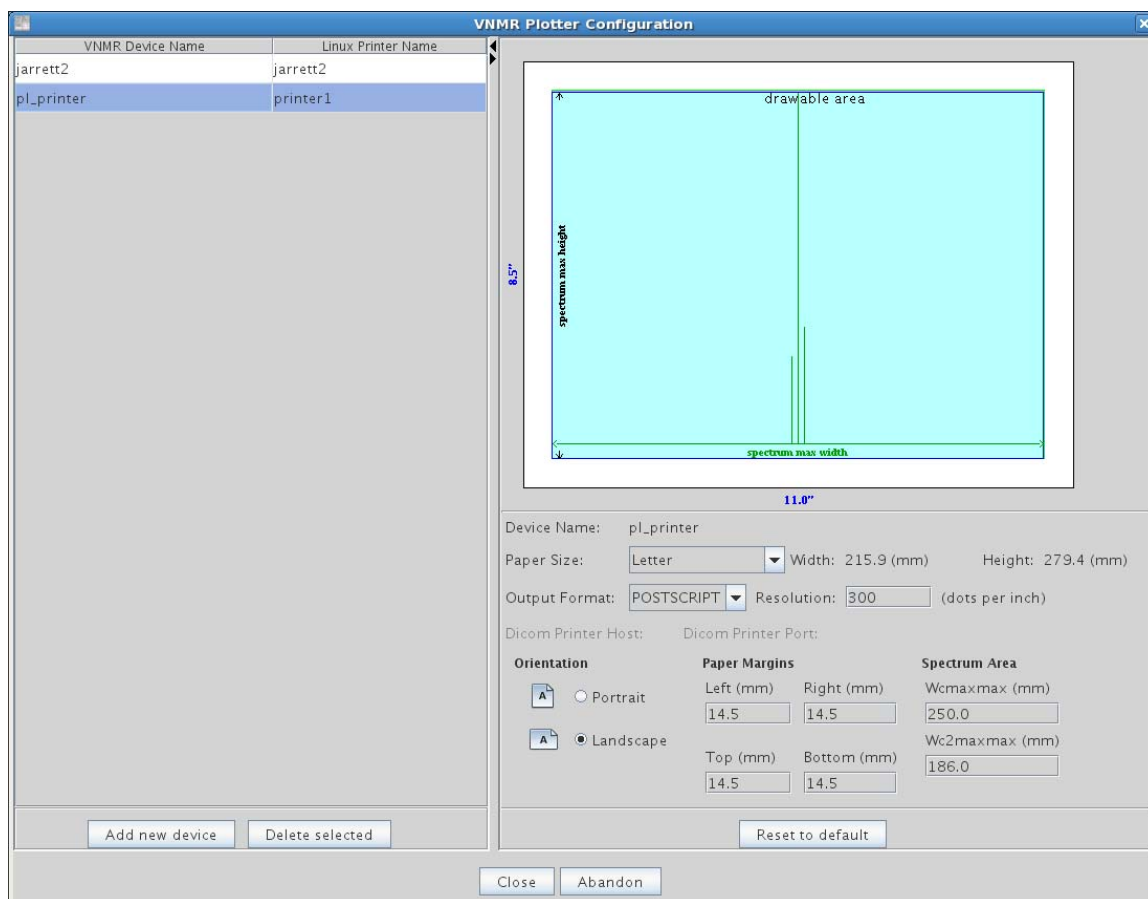 VNMR Plotter Configuration
VNMR Device Name Linux Printer Name
jarrett2 jarrett2
pl_printer printer1
drawable area
spectrum max height
8.5"
spectrum max width
11.0"
Device Name: pl_printer
Paper Size: Letter Width: 215.9 (mm) Height: 279.4 (mm)
Output Format: POSTSCRIPT Resolution: 300 (dots per inch)
Dicom Printer Host: Dicom Printer Port:
Orientation Paper Margins Spectrum Area
Left (mm) Right (mm) Wcmaxmax (mm)
A Portrait
14.5 14.5 250.0
A Landscape
Wc2maxmax (mm)
Top (mm) Bottom (mm)
186.0
14.5 14.5
Add new device Delete selected Reset to default
Close Abandon